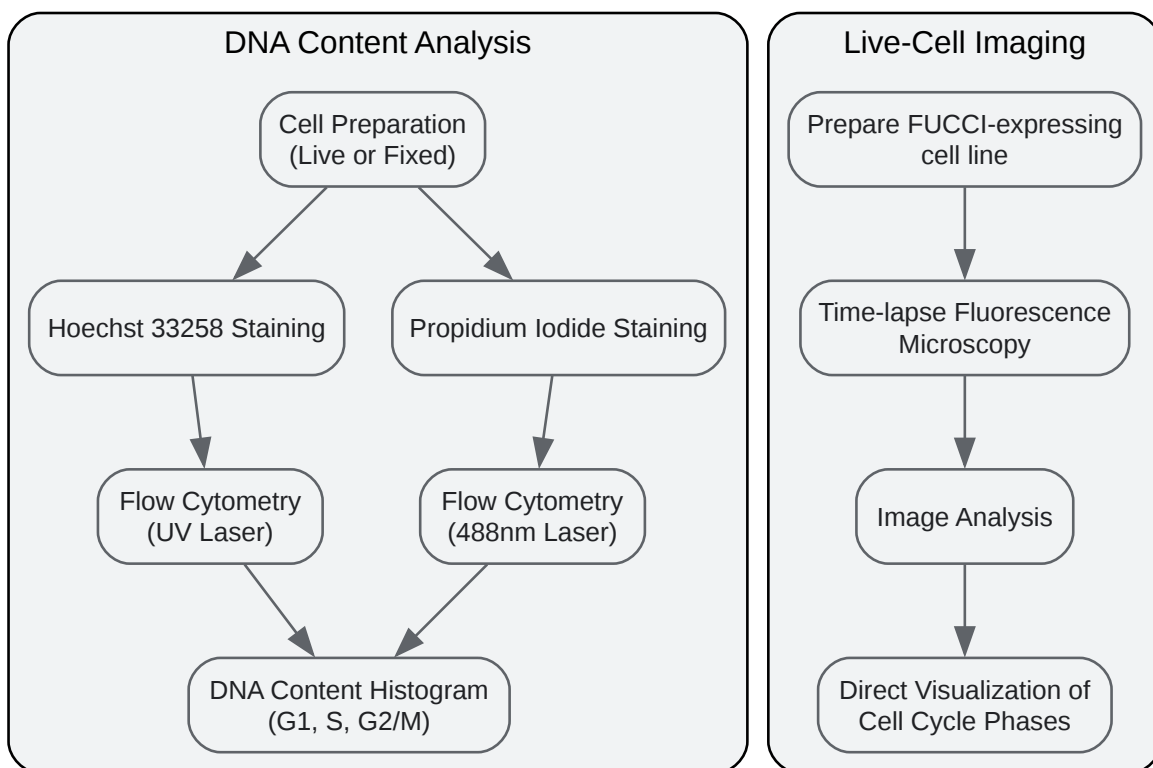 DNA Content Analysis
Cell Preparation
(Live or Fixed)
Hoechst 33258 Staining
Propidium Iodide Staining
Flow Cytometry
(UV Laser)
Flow Cytometry
(488nm Laser)
DNA Content Histogram
(G1, S, G2/M)
Live-Cell Imaging
Prepare FUCCI-expressing
cell line
Time-lapse Fluorescence
Microscopy
Image Analysis
Direct Visualization of
Cell Cycle Phases